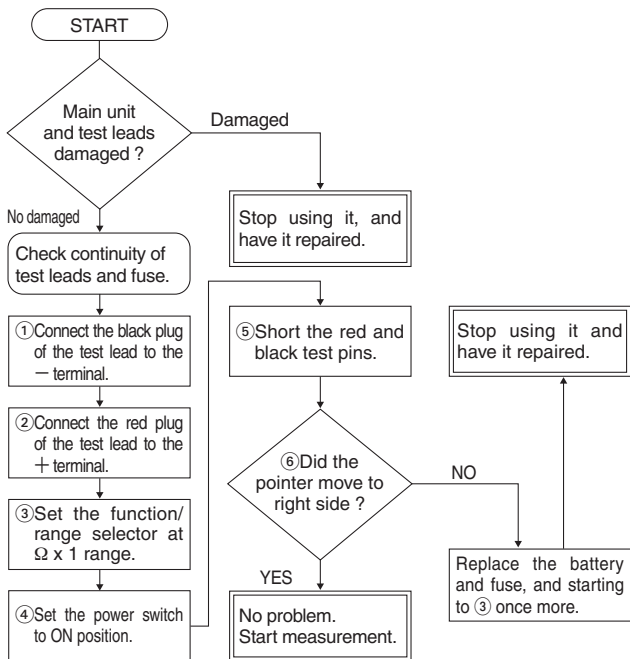 START
Main unit
and test leads
damaged ?
Damaged
No damaged
Stop using it, and
have it repaired.
Check continuity of
test leads and fuse.
①Connect the black plug
of the test lead to the
− terminal.
②Connect the red plug
of the test lead to the
+ terminal.
③Set the function/
range selector at
Ω x 1 range.
④Set the power switch
to ON position.
⑤Short the red and
black test pins.
⑥Did the
pointer move to
right side ?
NO
YES
No problem.
Start measurement.
Replace the battery
and fuse, and starting
to ③ once more.
Stop using it and
have it repaired.